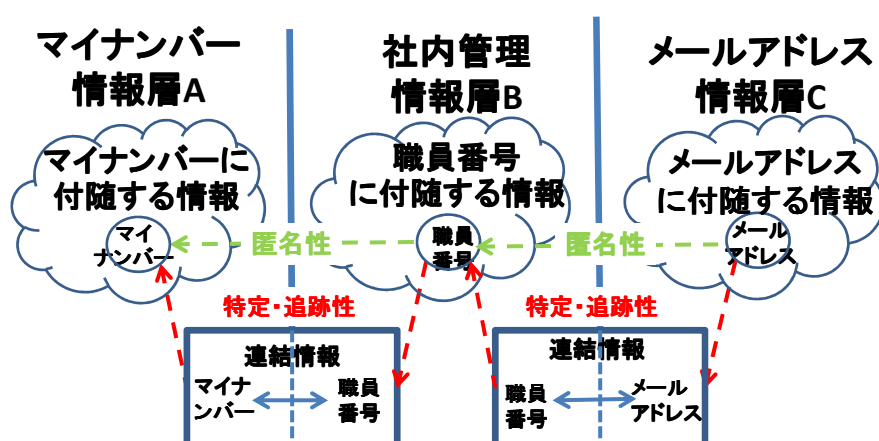 マイナンバー
情報層A
社内管理
情報層B
メールアドレス
情報層C
マイナンバーに
付随する情報
職員番号
に付随する情報
メールアドレス
に付随する情報
マイ
ナンバー
匿名性
職員
番号
匿名性
メール
アドレス
特定・追跡性
特定・追跡性
連結情報
マイナ
ンバー
職員
番号
連結情報
職員
番号
メール
アドレス